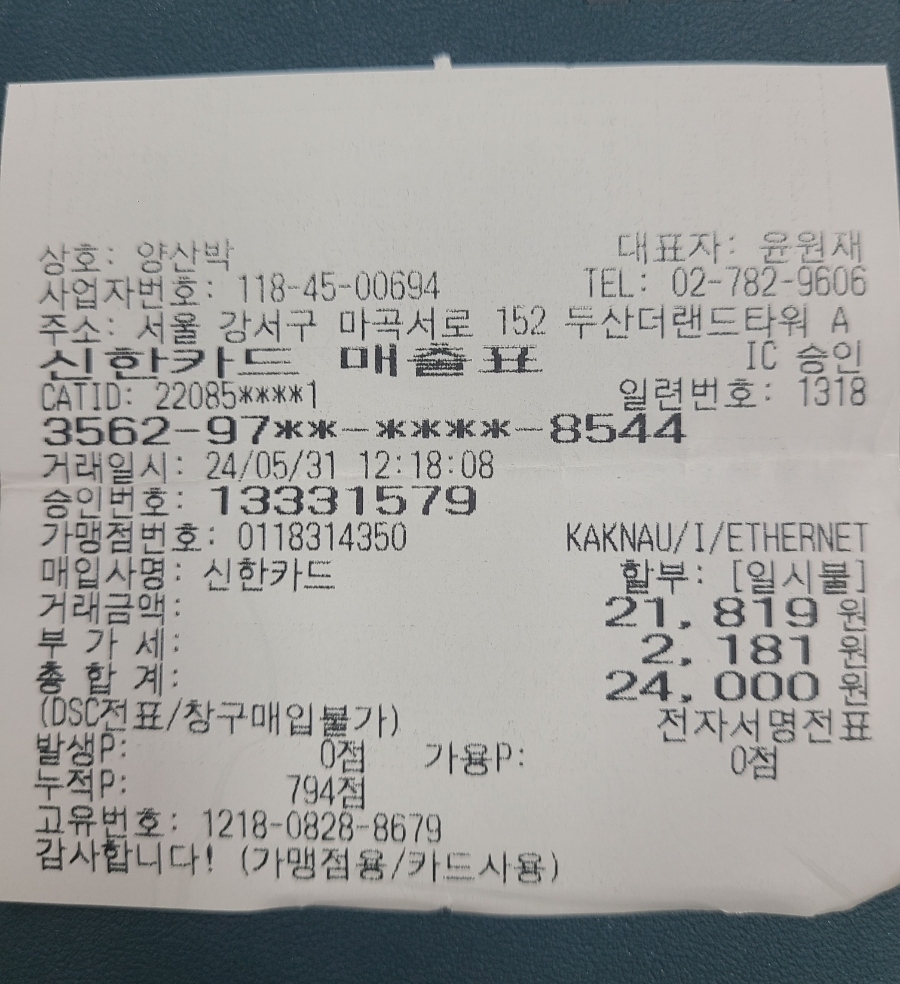 상호: 양산박 대표자: 윤원재
사업자번호: 118-45-00694 TEL: 02-782-9606
주소: 서울 강서구 마곡서로 152 두산더랜드타워 A
신한카드 매출표 IC 승인
CATID: 22085****1 일련번호: 1318
3562-97**-****-8544
거래일시: 24/05/31 12:18:08
승인번호: 13331579
가맹점번호: 0118314350 KAKNAU/I/ETHERNET
매입사명: 신한카드 할부: [일시불]
거래금액: 21,819 원
부 가 세: 2,181 원
총 합 계: 24,000 원
(DSC전표/창구매입불가) 전자서명전표
발생P: 0점 가용P: 0점
누적P: 794점
고유번호: 1218-0828-8679
감사합니다! (가맹점용/카드사용)